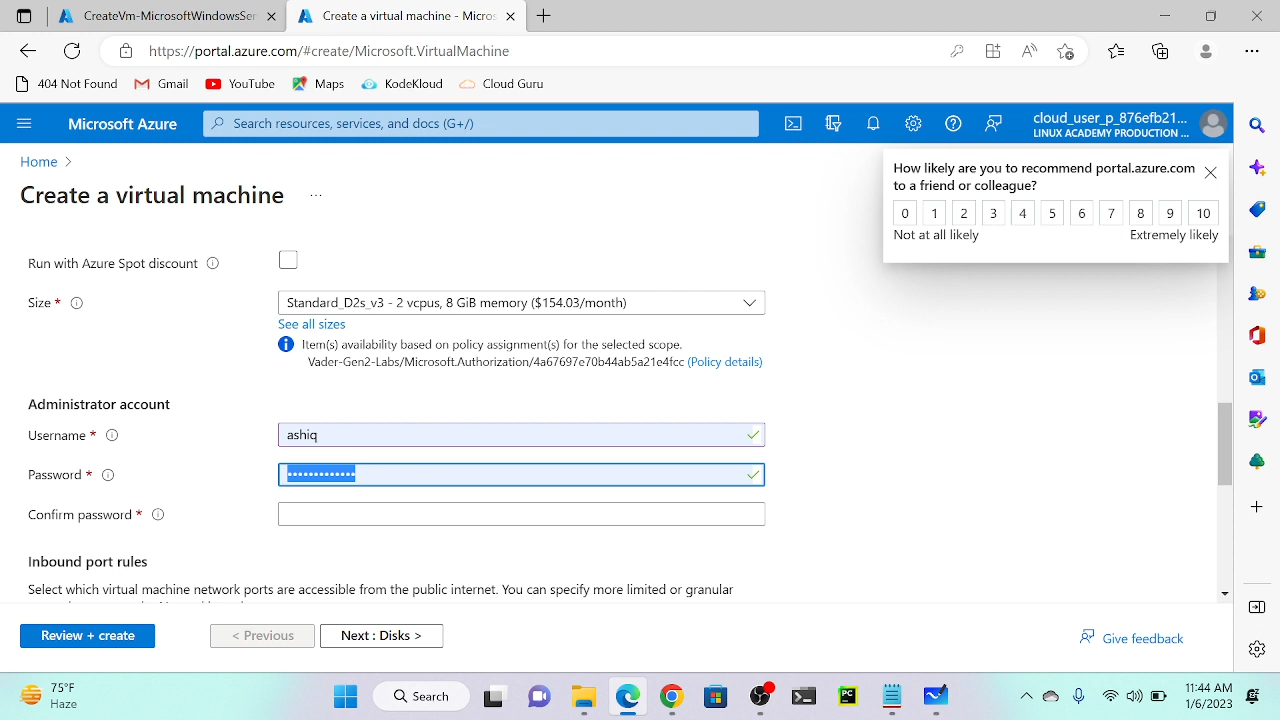 CreateVm-MicrosoftWindowsSer
Create a virtual machine - Micros
https://portal.azure.com/#create/Microsoft.VirtualMachine
404 Not Found
Gmail
YouTube
Maps
KodeKloud
Cloud Guru
Microsoft Azure
Search resources, services, and docs (G+/)
cloud_user_p_876efb21...
LINUX ACADEMY PRODUCTION ...
Home >
Create a virtual machine ...
How likely are you to recommend portal.azure.com
to a friend or colleague?
0 1 2 3 4 5 6 7 8 9 10
Not at all likely
Extremely likely
Run with Azure Spot discount
Size *
Standard_D2s_v3 - 2 vcpus, 8 GiB memory ($154.03/month)
See all sizes
Item(s) availability based on policy assignment(s) for the selected scope.
Vader-Gen2-Labs/Microsoft.Authorization/4a67697e70b44ab5a21e4fcc (Policy details)
Administrator account
Username *
ashiq
Password *
•••••••••••••
Confirm password *
Inbound port rules
Select which virtual machine network ports are accessible from the public internet. You can specify more limited or granular
Review + create
< Previous
Next : Disks >
Give feedback
75°F
Haze
Search
11:44 AM
1/6/2023